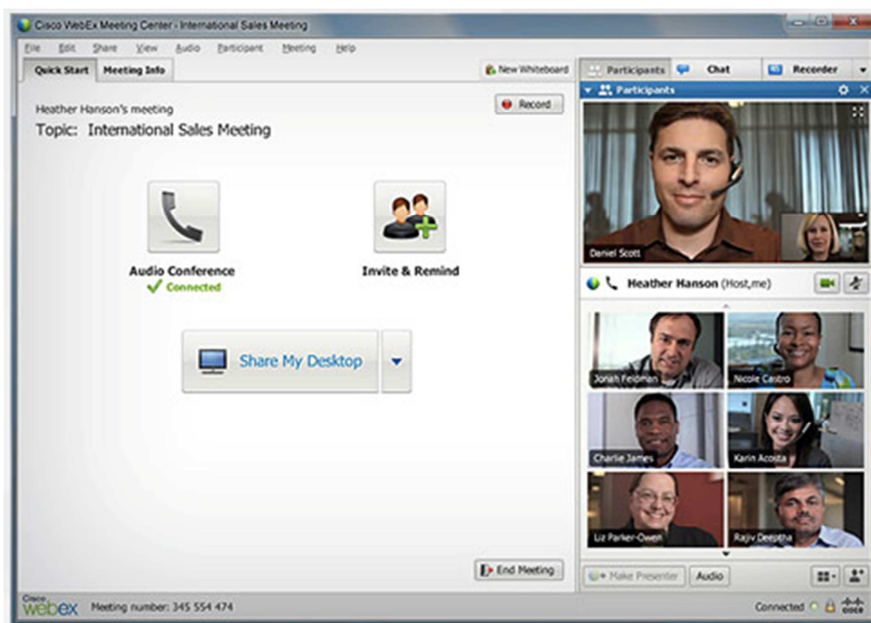 Cisco WebEx Meeting Center - International Sales Meeting
File Edit Share View Audio Participant Meeting Help
Quick Start Meeting Info
New Whiteboard
Participants Chat Recorder
Participants
Heather Hanson's meeting
Record
Topic: International Sales Meeting
Daniel Scott
Audio Conference
Connected
Invite & Remind
Heather Hanson (Host,me)
Share My Desktop
Jonah Feldman Nicole Castro
Charlie James Karin Acosta
Liz Parker-Owen Rajiv Deeptha
End Meeting
Make Presenter Audio
Cisco
webex Meeting number: 345 554 474
Connected
cisco